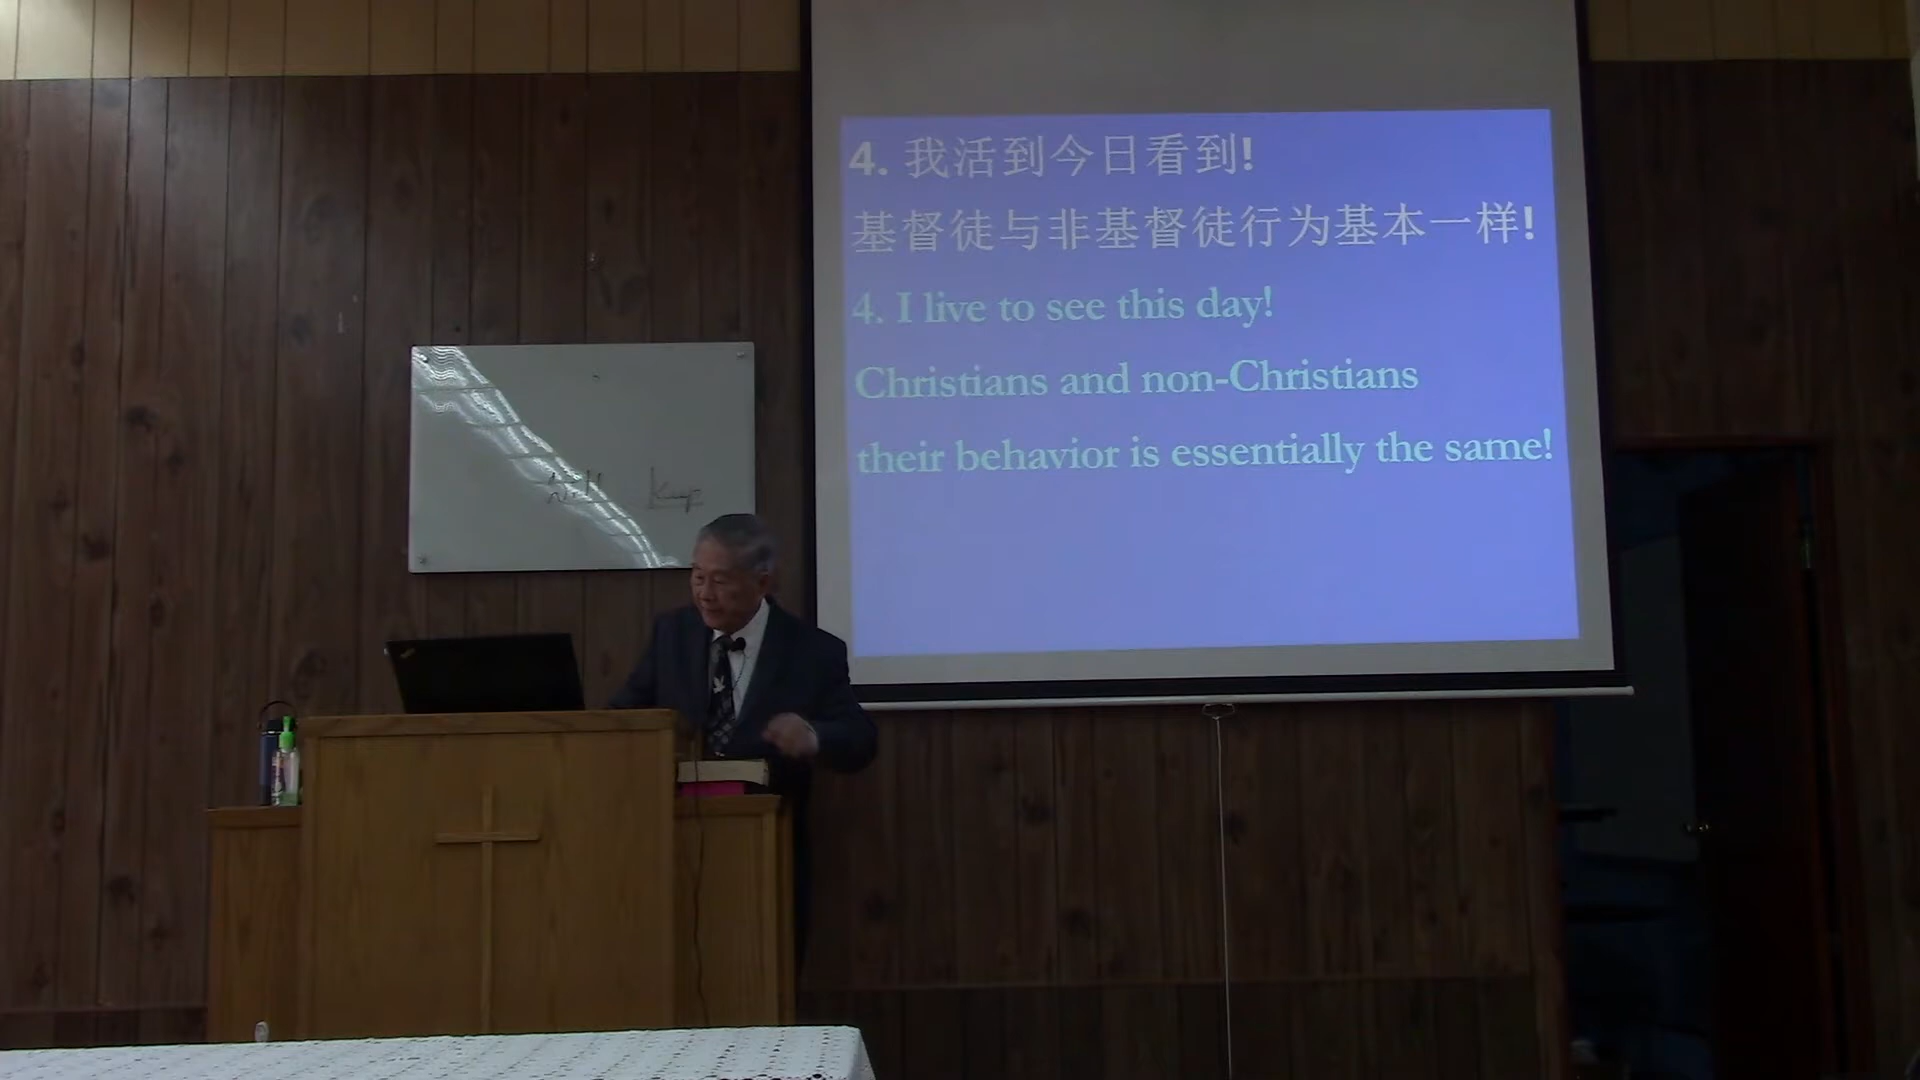 4. 我活到今日看到!
基督徒与非基督徒行为基本一样!
4. I live to see this day!
Christians and non-Christians
their behavior is essentially the same!